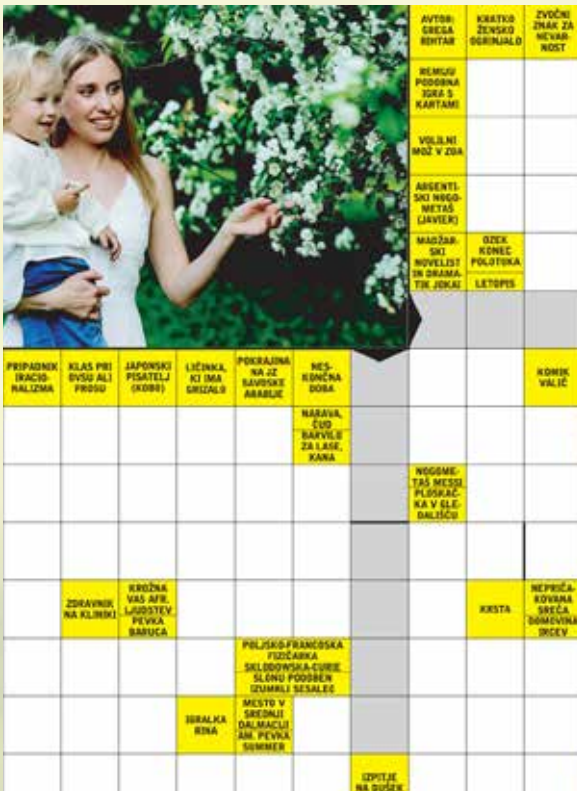 AVTOR:
GREGA
RIHTAR
KRATKO
ŽENSKO
OGRINJALO
ZVOČNI
ZNAK ZA
NEVAR-
NOST
REMIJU
PODOBNA
IGRA S
KARTAMI
VOLILNI
MOŽ V ZDA
ARGENTI-
SKI NOGO-
METAŠ
(JAVIER)
MADŽAR-
SKI
NOVELIST
IN DRAMA-
TIK JOKAI
OZEK
KONEC
POLOTOKA
LETOPIS
PRIPADNIK
IRACIO-
NALIZMA
KLAS PRI
OVSU ALI
PROSU
JAPONSKI
PISATELJ
(KOBO)
LIČINKA,
KI IMA
GRIZALO
POKRAJINA
NA JZ
SAVDSKE
ARABIJE
NES-
KONČNA
DOBA
KOMIK
VALIČ
NARAVA,
ČUD
BARVILO
ZA LASE,
KANA
NOGOME-
TAŠ MESSI
PLOSKAČ-
KA V GLE-
DALIŠČU
ZDRAVNIK
NA KLINIKI
KROŽNA
VAS AFR.
LJUDSTEV
PEVKA
BARUCA
KRSTA
NEPRIČA-
KOVANA
SREČA
DOMOVINA
IRCEV
POLJSKO-FRANCOSKA
FIZIČARKA
SKLODOWSKA-CURIE
SLONU PODOBEN
IZUMRLI SESALEC
IGRALKA
RINA
MESTO V
SREDNJI
DALMACIJI
AM. PEVKA
SUMMER
IZPITJE
NA DUŠEK